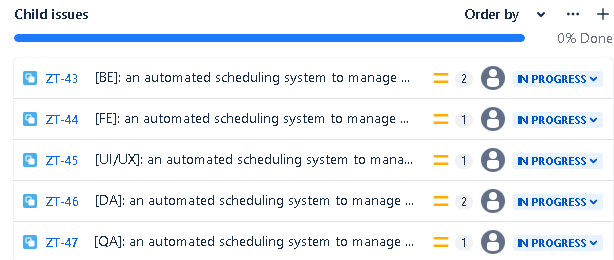 Child issues Order by
0% Done
ZT-43 [BE]: an automated scheduling system to manage ... 2 IN PROGRESS
ZT-44 [FE]: an automated scheduling system to manage ... 1 IN PROGRESS
ZT-45 [UI/UX]: an automated scheduling system to mana... 1 IN PROGRESS
ZT-46 [DA]: an automated scheduling system to manage ... 2 IN PROGRESS
ZT-47 [QA]: an automated scheduling system to manage ... 1 IN PROGRESS